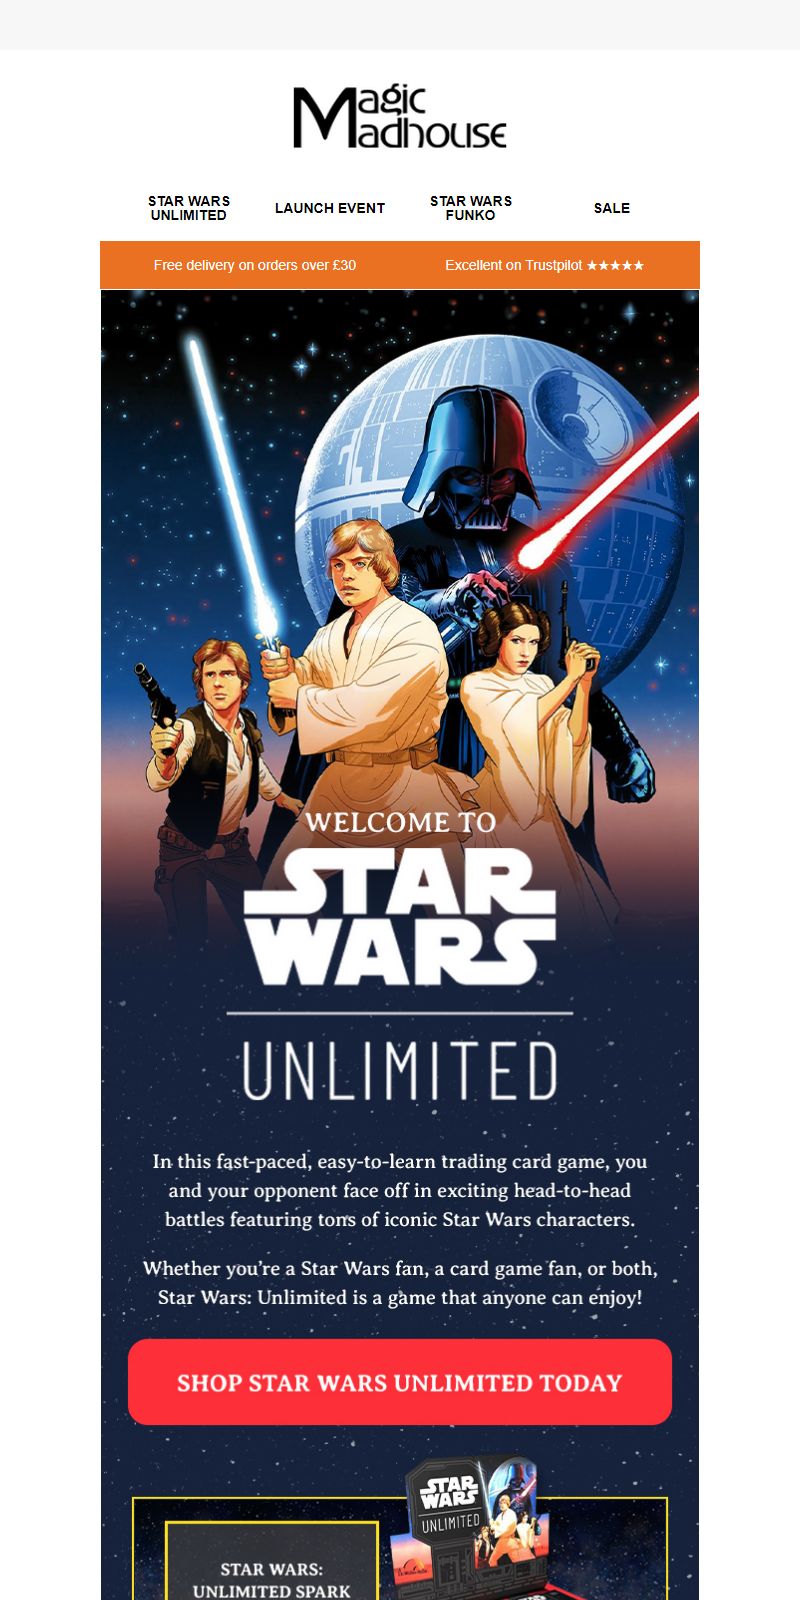 Magic
Madhouse
STAR WARS
UNLIMITED
LAUNCH EVENT
STAR WARS
FUNKO
SALE
Free delivery on orders over £30
Excellent on Trustpilot ★★★★★
WELCOME TO
STAR
WARS
UNLIMITED
In this fast-paced, easy-to-learn trading card game, you
and your opponent face off in exciting head-to-head
battles featuring tons of iconic Star Wars characters.
Whether you’re a Star Wars fan, a card game fan, or both,
Star Wars: Unlimited is a game that anyone can enjoy!
SHOP STAR WARS UNLIMITED TODAY
STAR
WARS
UNLIMITED
STAR WARS:
UNLIMITED SPARK